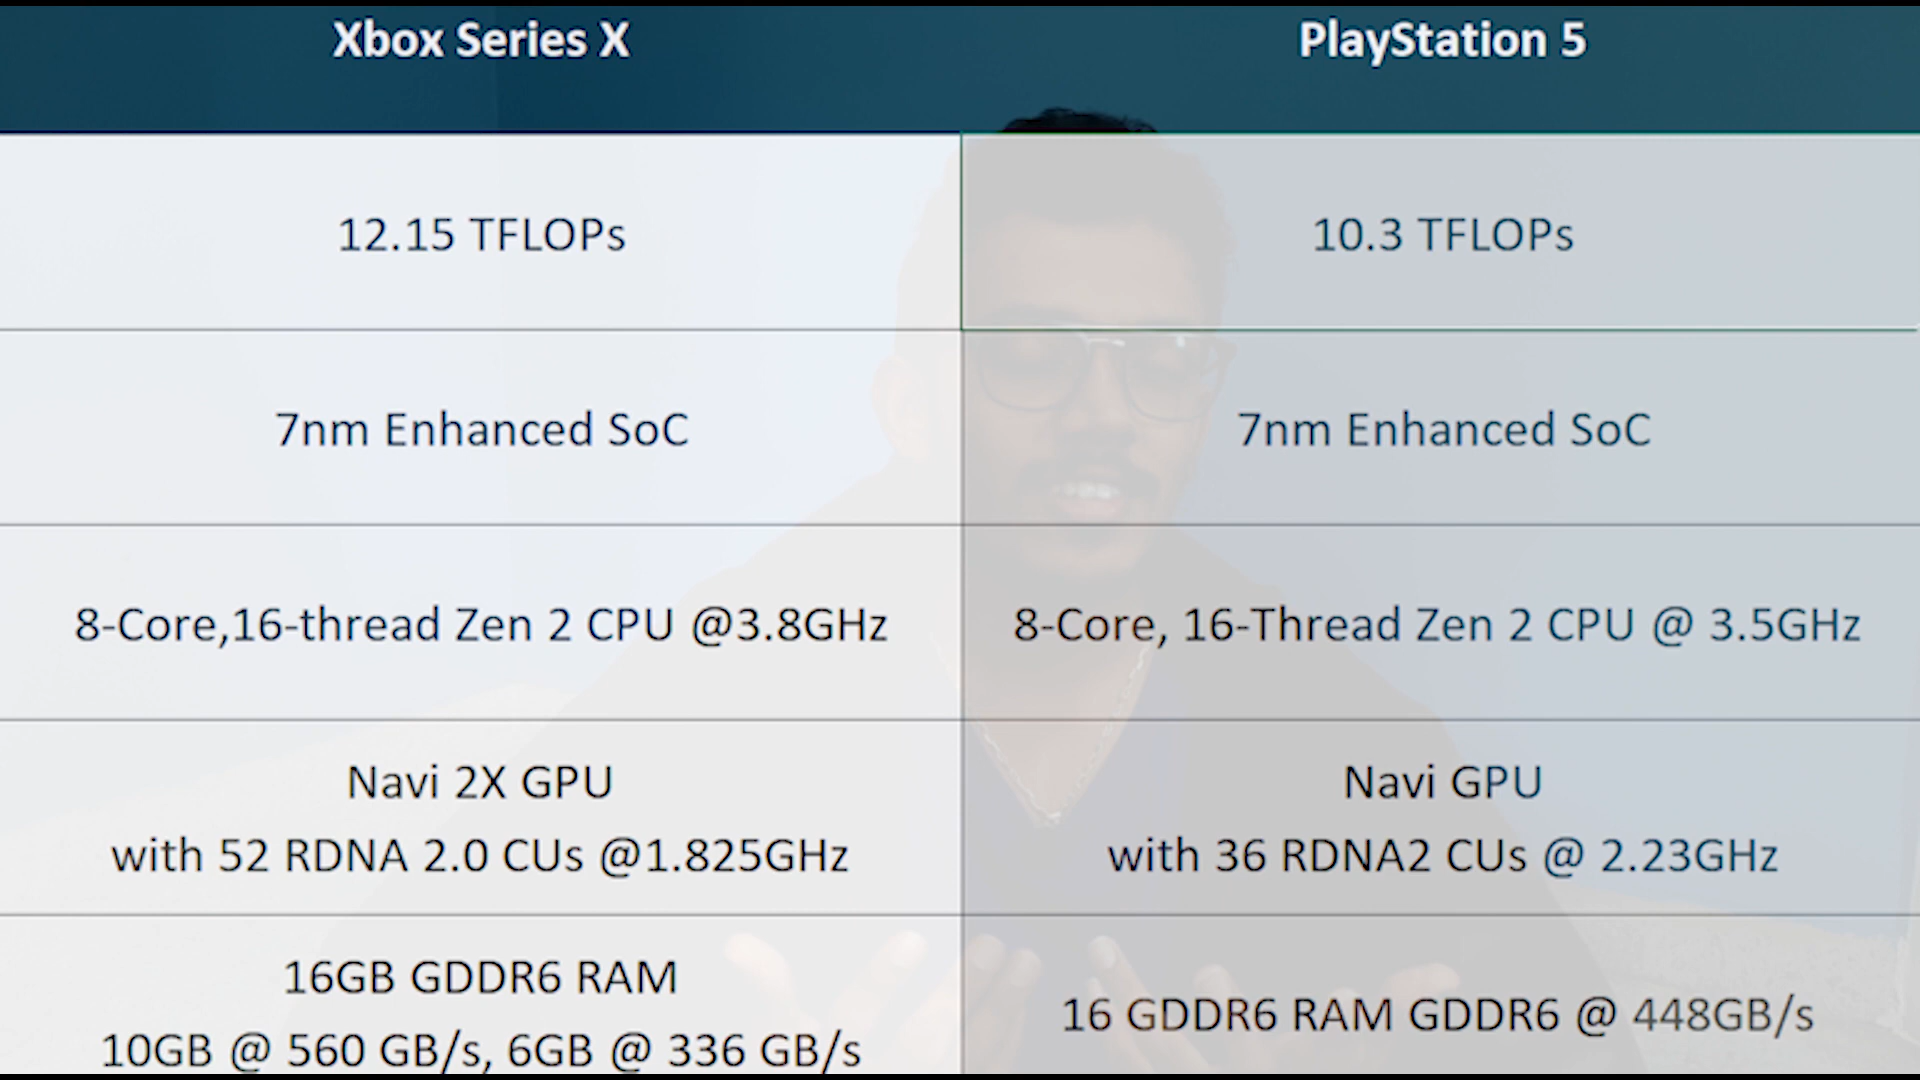 Xbox Series X
PlayStation 5
12.15 TFLOPs
10.3 TFLOPs
7nm Enhanced SoC
7nm Enhanced SoC
8-Core,16-thread Zen 2 CPU @3.8GHz
8-Core, 16-Thread Zen 2 CPU @ 3.5GHz
Navi 2X GPU
with 52 RDNA 2.0 CUs @1.825GHz
Navi GPU
with 36 RDNA2 CUs @ 2.23GHz
16GB GDDR6 RAM
10GB @ 560 GB/s, 6GB @ 336 GB/s
16 GDDR6 RAM GDDR6 @ 448GB/s